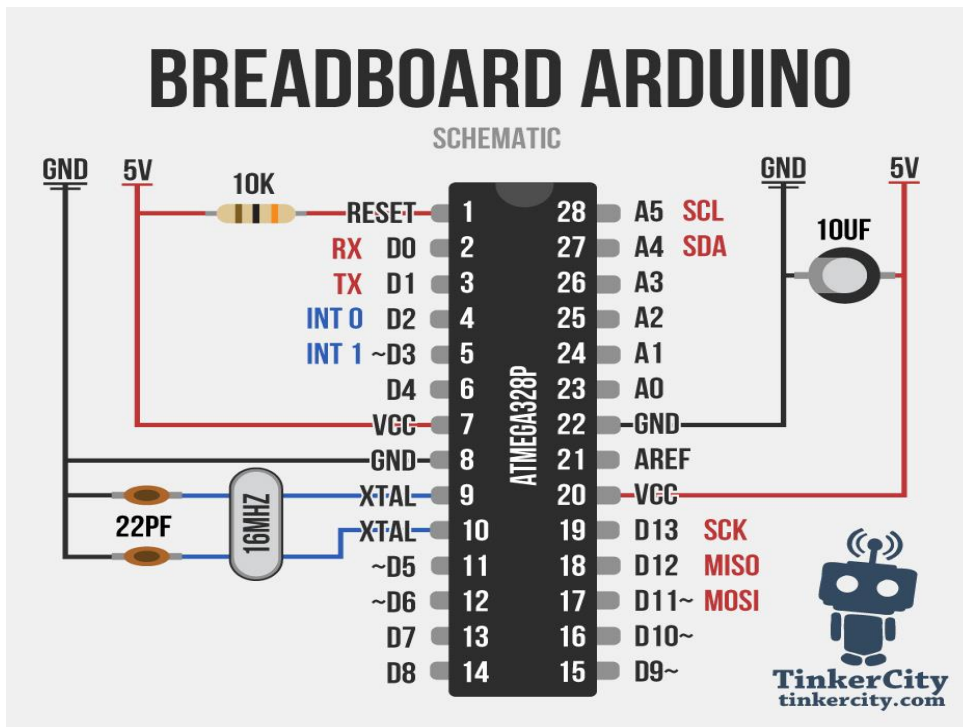 BREADBOARD ARDUINO
SCHEMATIC
GND 5V GND 5V
10K
10UF
RESET 1 28 A5 SCL
RX D0 2 27 A4 SDA
TX D1 3 26 A3
INT 0 D2 4 25 A2
INT 1 ~D3 5 24 A1
D4 6 23 A0
VCC 7 22 GND
GND 8 21 AREF
XTAL 9 20 VCC
22PF
16MHZ
XTAL 10 19 D13 SCK
~D5 11 18 D12 MISO
~D6 12 17 D11~ MOSI
D7 13 16 D10~
D8 14 15 D9~
ATMEGA328P
TinkerCity
tinkercity.com